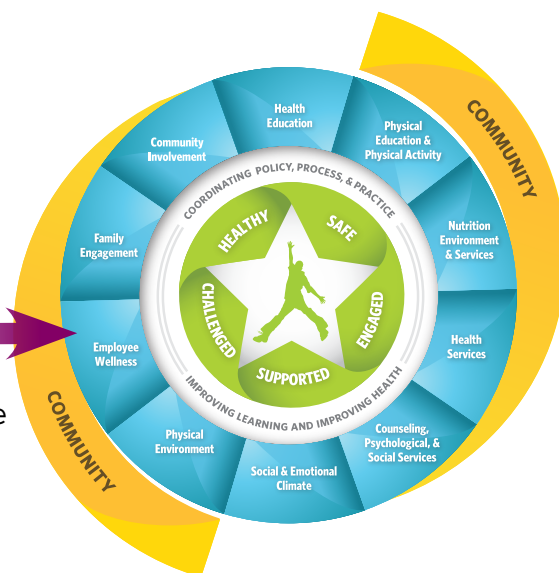 COMMUNITY
Health
Education
Physical
Education &
Physical Activity
Nutrition
Environment
& Services
Health
Services
Counseling,
Psychological, &
Social Services
Social & Emotional
Climate
Physical
Environment
Employee
Wellness
Family
Engagement
Community
Involvement
COORDINATING POLICY, PROCESS, & PRACTICE
IMPROVING LEARNING AND IMPROVING HEALTH
HEALTHY
SAFE
ENGAGED
SUPPORTED
CHALLENGED
COMMUNITY
e